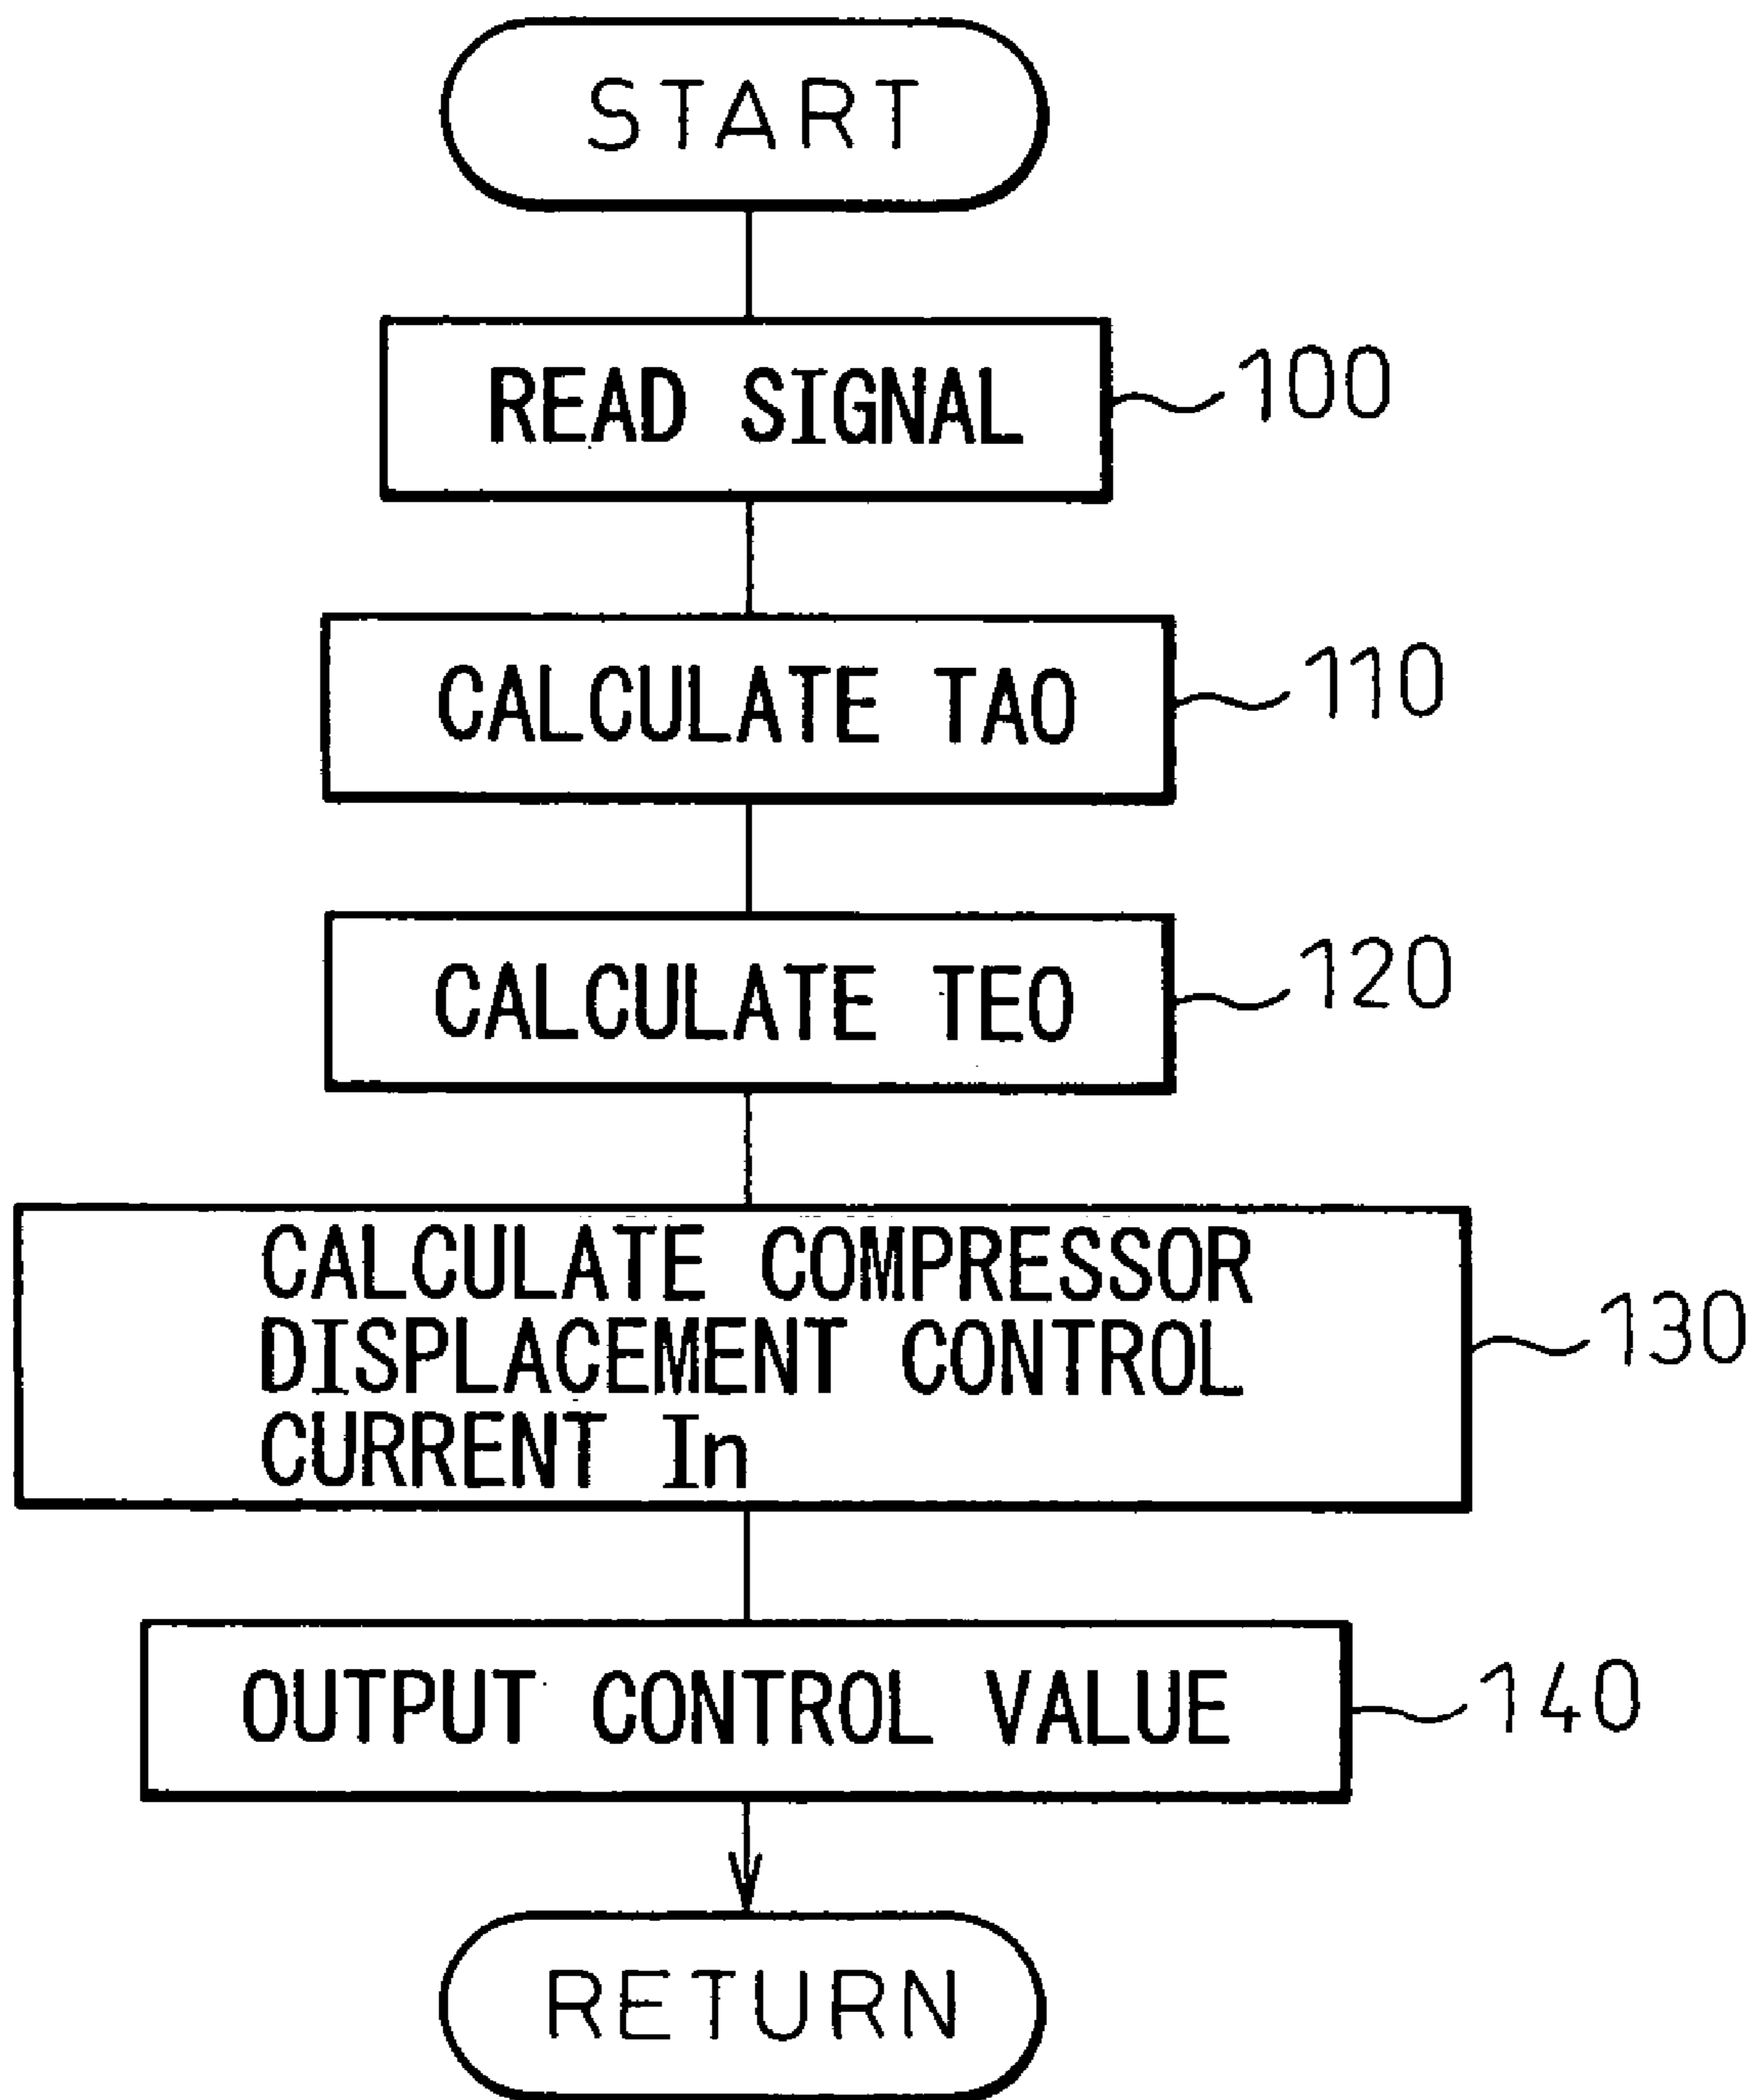 START
READ SIGNAL
100
CALCULATE TAO
110
CALCULATE TEO
120
CALCULATE COMPRESSOR
DISPLACEMENT CONTROL
CURRENT In
130
OUTPUT CONTROL VALUE
140
RETURN